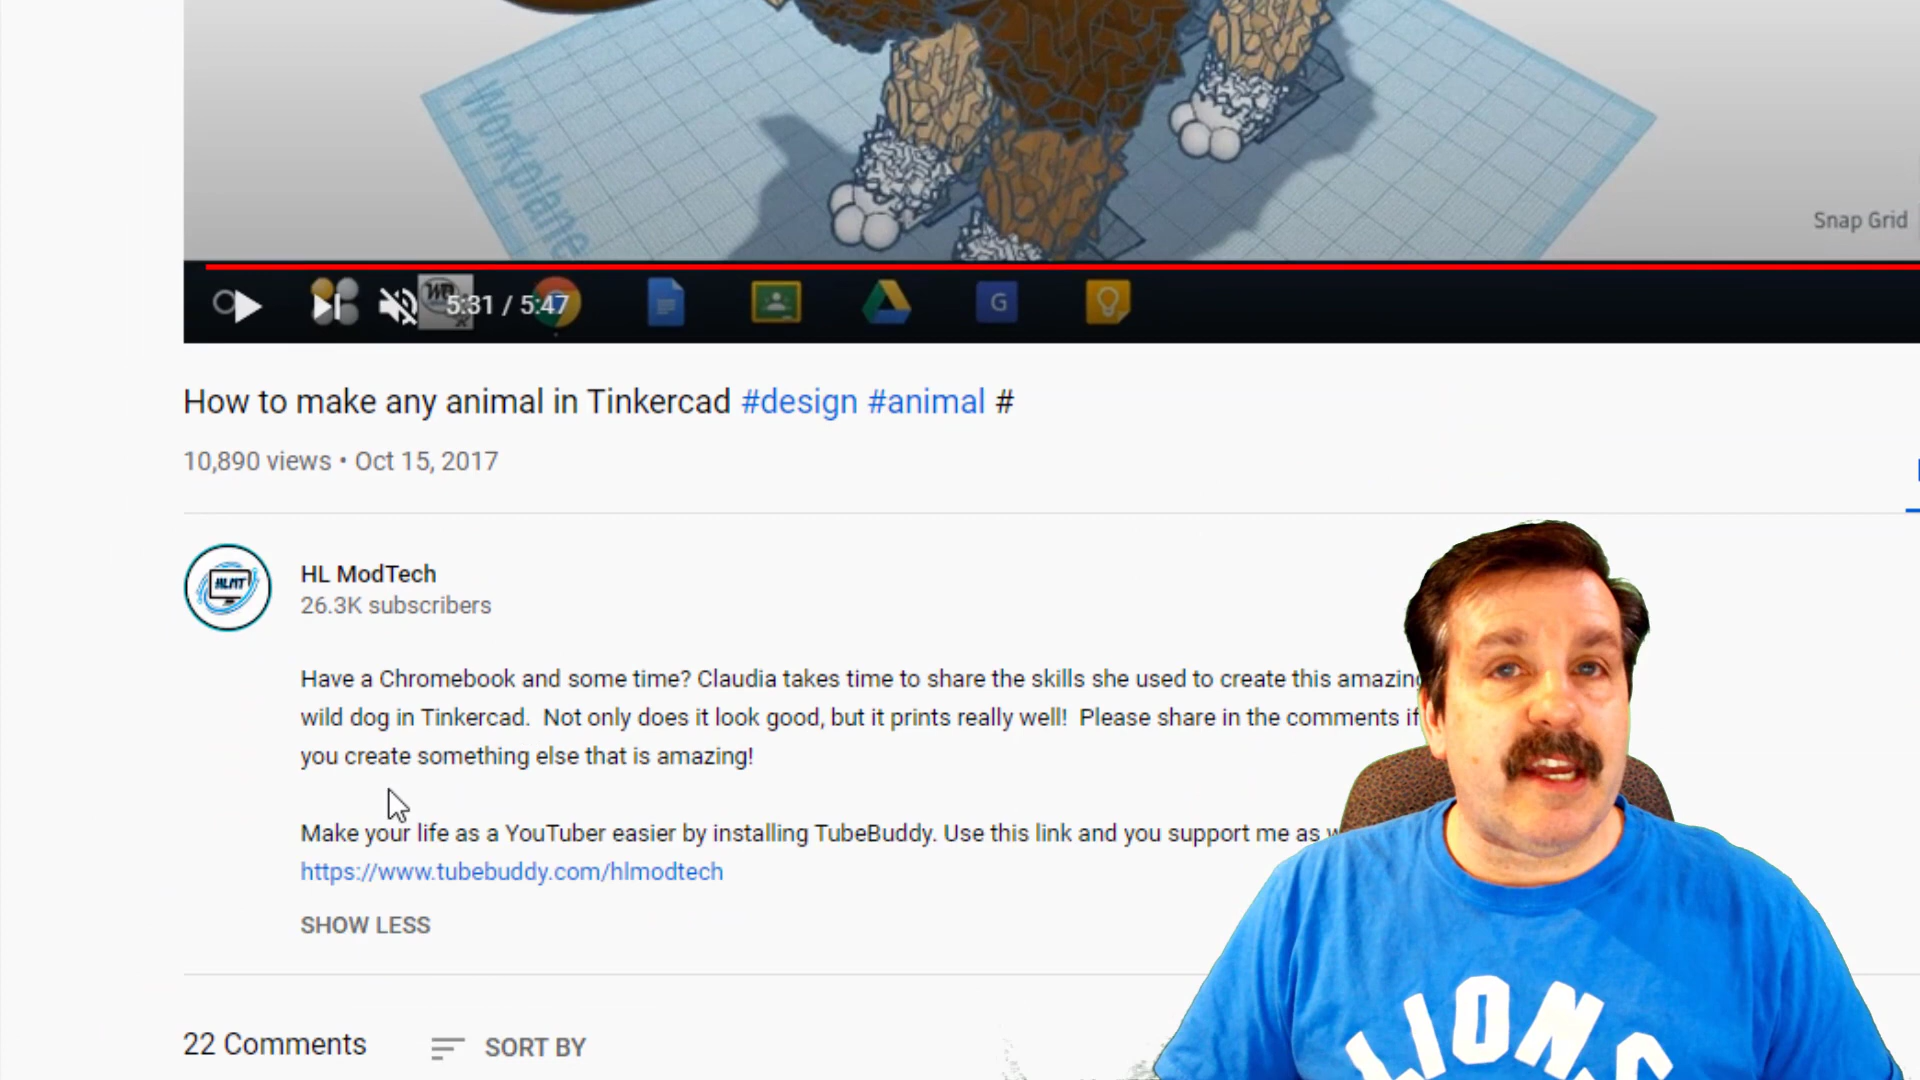 Workplane
Snap Grid
5:31 / 5:47
G
How to make any animal in Tinkercad #design #animal #
10,890 views • Oct 15, 2017
HLMT
HL ModTech
26.3K subscribers
Have a Chromebook and some time? Claudia takes time to share the skills she used to create this amazing
wild dog in Tinkercad.  Not only does it look good, but it prints really well!  Please share in the comments if
you create something else that is amazing!
Make your life as a YouTuber easier by installing TubeBuddy. Use this link and you support me as
https://www.tubebuddy.com/hlmodtech
SHOW LESS
22 Comments
SORT BY
LIONS